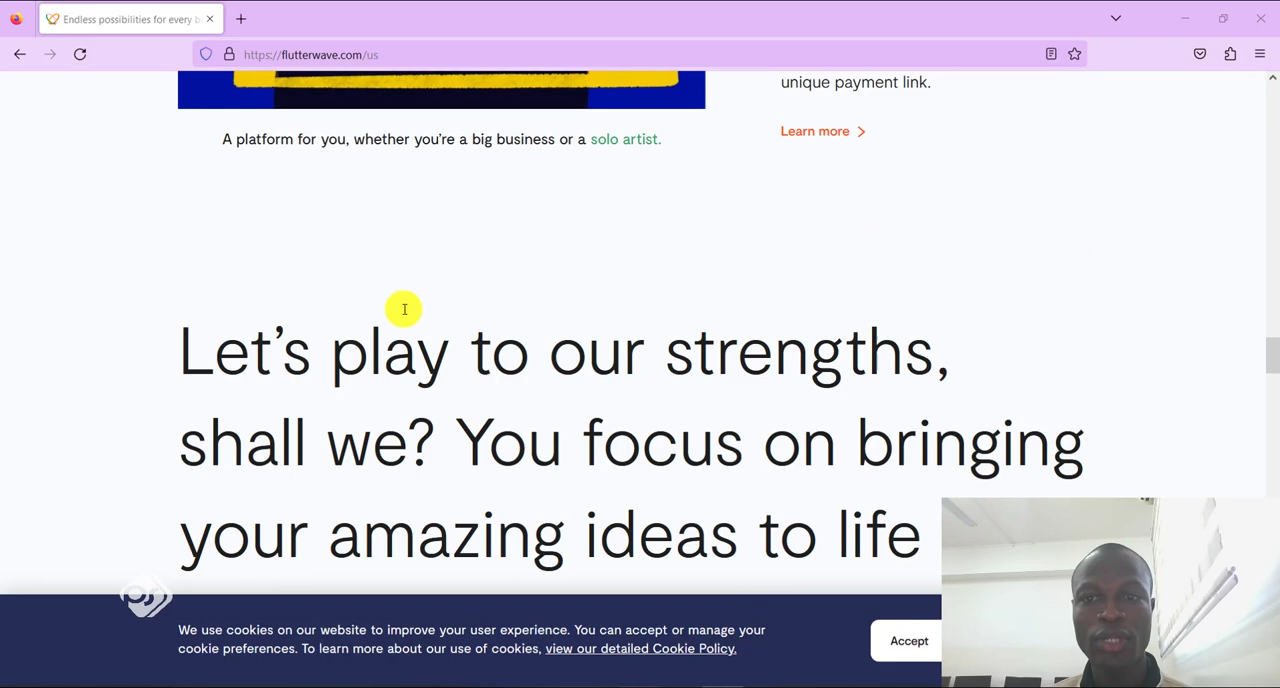 Endless possibilities for every b
https://flutterwave.com/us
unique payment link.
A platform for you, whether you're a big business or a solo artist.
Learn more
Let's play to our strengths,
shall we? You focus on bringing
your amazing ideas to life
We use cookies on our website to improve your user experience. You can accept or manage your
cookie preferences. To learn more about our use of cookies, view our detailed Cookie Policy.
Accept